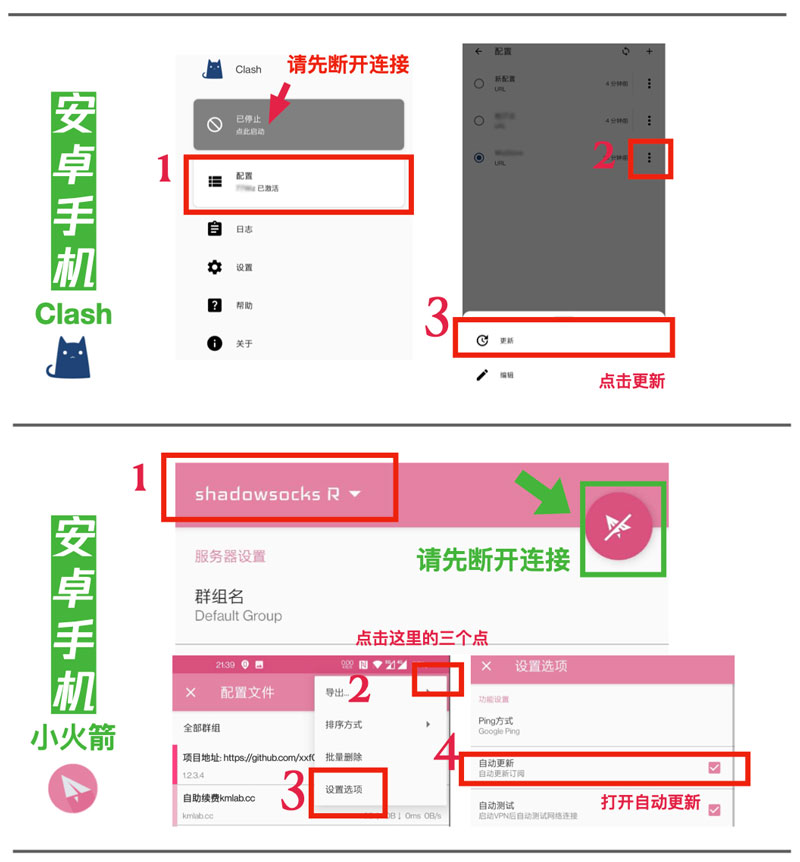 安卓手机
Clash
Clash
请先断开连接
已停止
点此启动
1
配置
已激活
日志
设置
帮助
关于
配置
新配置
URL
4 分钟前
4 分钟前
URL
分钟前
2
3
更新
编辑
点击更新
安卓手机
小火箭
1
shadowsocks R
请先断开连接
服务器设置
群组名
Default Group
点击这里的三个点
21:39
配置文件
全部群组
项目地址: https://github.com/xxf
1.2.3.4
自助续费kmlab.cc
kmlab.cc
0B↓ 0ms 0B/s
导出...
2
排序方式
批量删除
3
设置选项
设置选项
功能设置
Ping方式
Google Ping
4
自动更新
自动更新订阅
打开自动更新
自动测试
启动VPN后自动测试网络连接